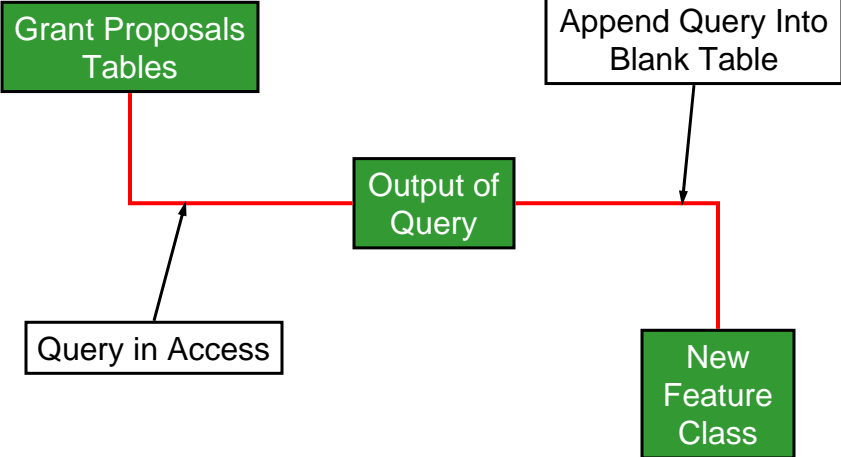 Grant Proposals
Tables
Append Query Into
Blank Table
Output of
Query
Query in Access
New
Feature
Class